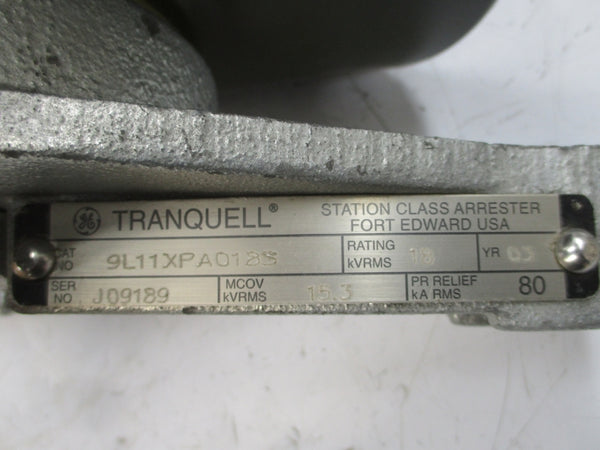 GE TRANQUELL® STATION CLASS ARRESTER
FORT EDWARD USA
CAT NO 9L11XPA018S RATING kVRMS 18 YR 03
SER NO J09189 MCOV kVRMS 15.3 PR RELIEF kA RMS 80